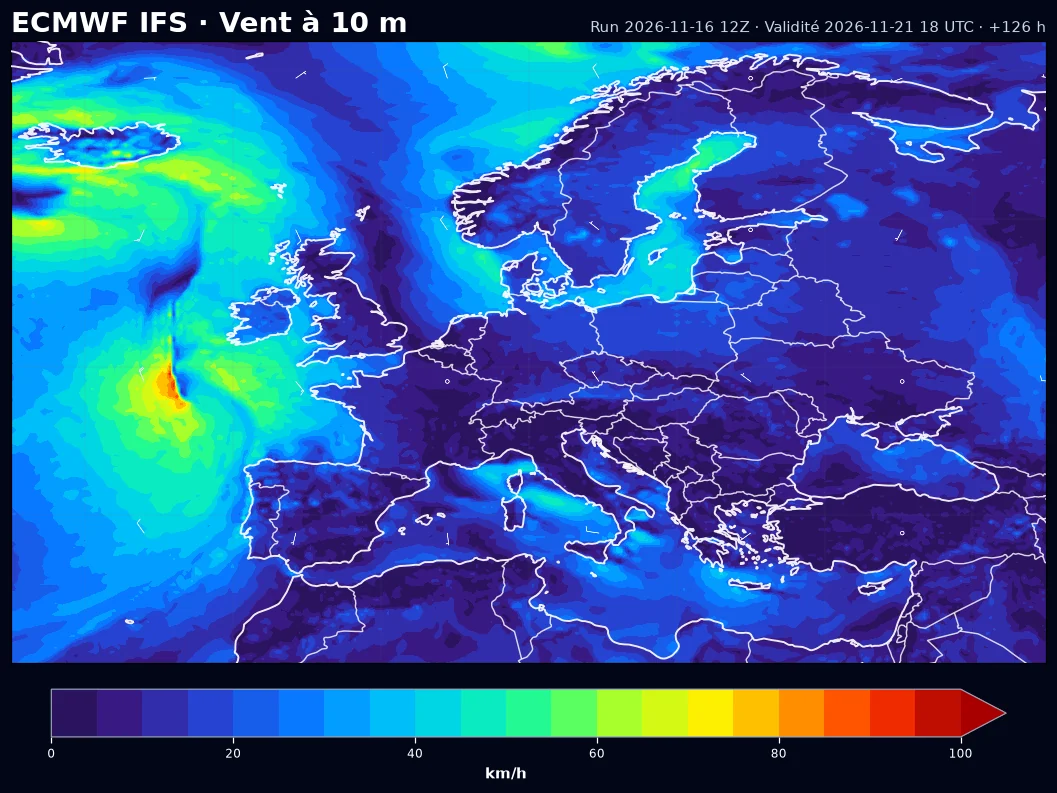 ECMWF IFS · Vent à 10 m
Run 2026-11-16 12Z · Validité 2026-11-21 18 UTC · +126 h
0 20 40 60 80 100
km/h